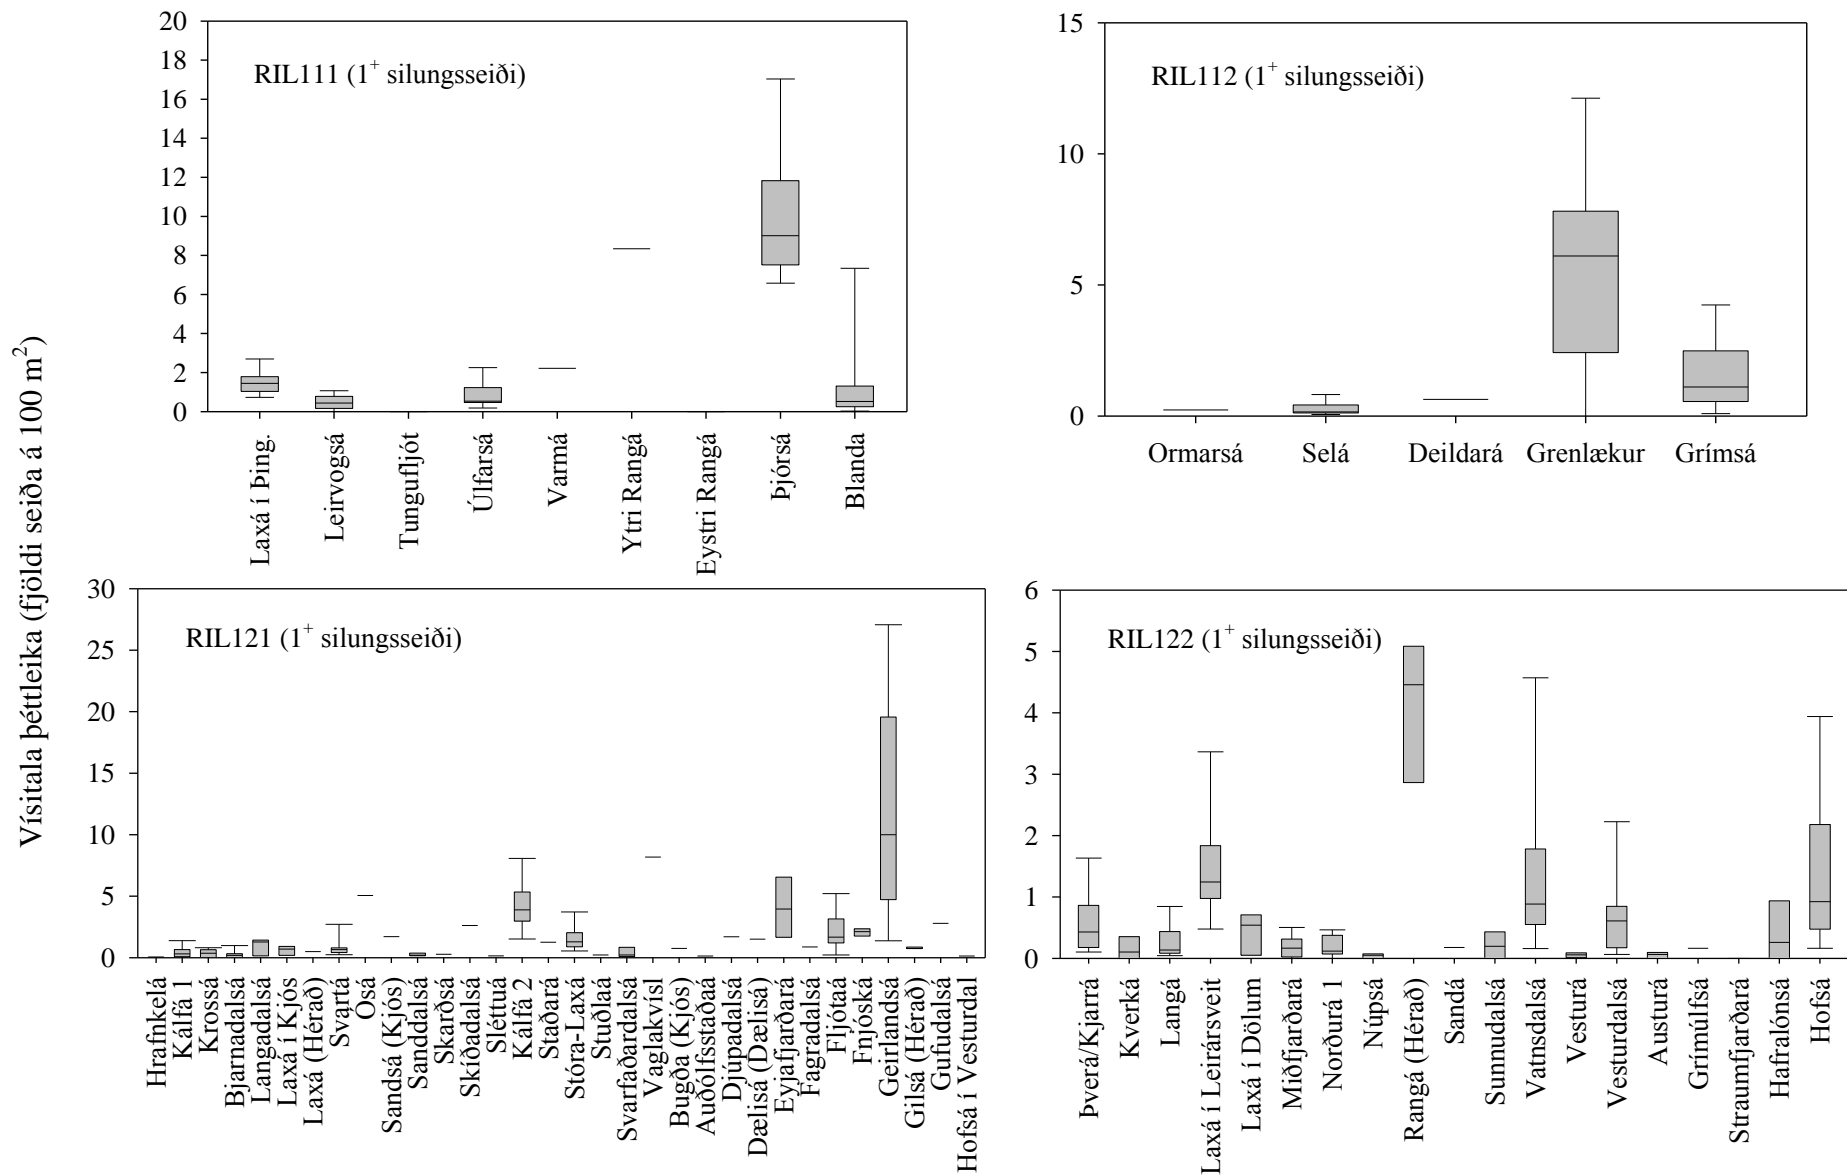 Vísitala þéttleika (fjöldi seiða á 100 m²)
20
18
16
14
12
10
8
6
4
2
0
RIL111 (1⁺ silungsseiði)
Laxá í Þing.
Leirvogsá
Tungufljót
Úlfarsá
Varmá
Ytri Rangá
Eystri Rangá
Þjórsá
Blanda
15
10
5
0
RIL112 (1⁺ silungsseiði)
Ormarsá
Selá
Deildará
Grenlækur
Grímsá
30
25
20
15
10
5
0
RIL121 (1⁺ silungsseiði)
Hrafnkelá
Kálfá 1
Krossá
Bjarnadalsá
Langadalsá
Laxá í Kjós
Laxá (Hérað)
Svartá
Ósá
Sandsá (Kjós)
Sanddalsá
Skarðsá
Skíðadalsá
Sléttuá
Kálfá 2
Staðará
Stóra-Laxá
Stuðlaá
Svarfaðardalsá
Vaglakvísl
Bugða (Kjós)
Auðólfsstaðaá
Djúpadalsá
Dælisá (Dælisá)
Eyjafjarðará
Fagradalsá
Fljótaá
Fnjóská
Geirlandsá
Gilsá (Hérað)
Gufudalsá
Hofsá í Vesturdal
6
5
4
3
2
1
0
RIL122 (1⁺ silungsseiði)
Þverá/Kjarrá
Kverká
Langá
Laxá í Leirársveit
Laxá í Dölum
Miðfjarðará
Norðurá 1
Núpsá
Rangá (Hérað)
Sandá
Sunnudalsá
Vatnsdalsá
Vesturá
Vesturdalsá
Austurá
Grímúlfsá
Straumfjarðará
Hafralónsá
Hofsá